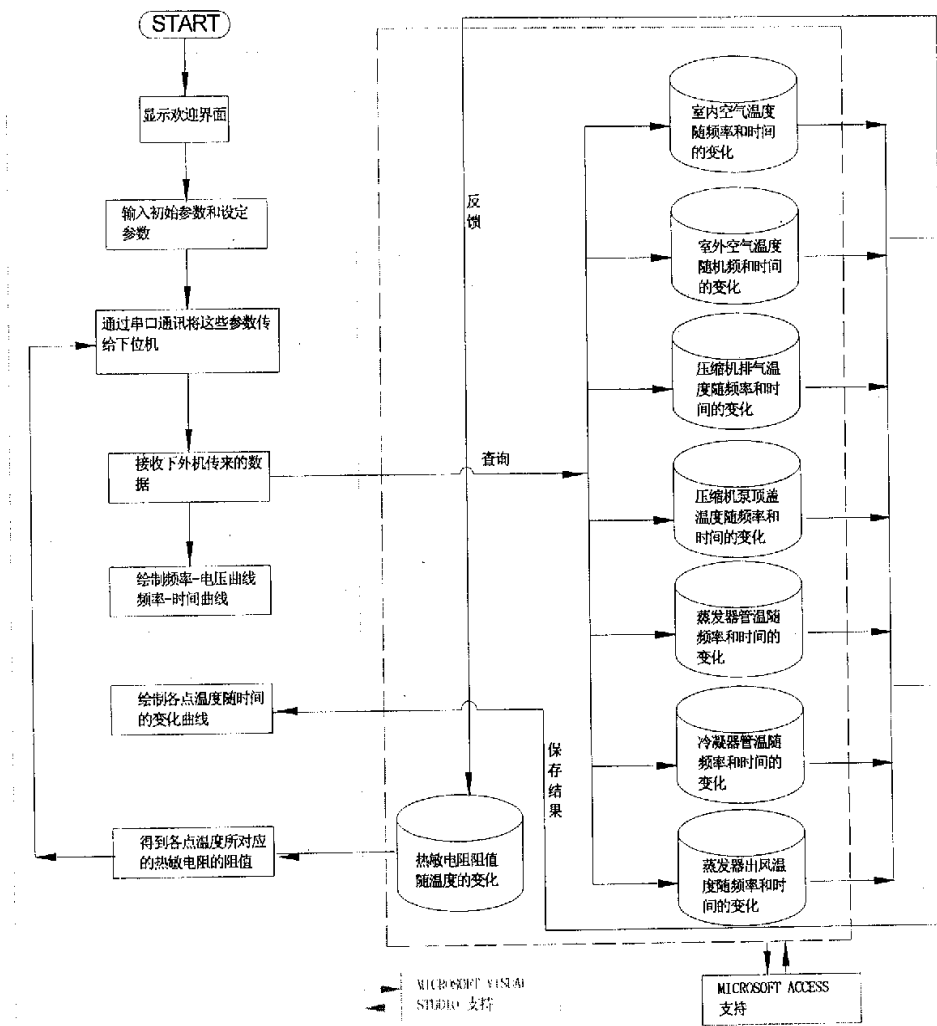 START
显示欢迎界面
输入初始参数和设定
参数
通过串口通讯将这些参数传
给下位机
接收下外机传来的数
据
绘制频率-电压曲线
频率-时间曲线
绘制各点温度随时间
的变化曲线
得到各点温度所对应
的热敏电阻的阻值
反馈
查询
保存结果
热敏电阻阻值
随温度的变化
室内空气温度
随频率和时间
的变化
室外空气温度
随机频和时间
的变化
压缩机排气温
度随频率和时
间的变化
压缩机泵顶盖
温度随频率和
时间的变化
蒸发器管温随
频率和时间的
变化
冷凝器管温随
频率和时间的
变化
蒸发器出风温
度随频率和时
间的变化
MICROSOFT VISUAL
STUDIO 支持
MICROSOFT ACCESS
支持